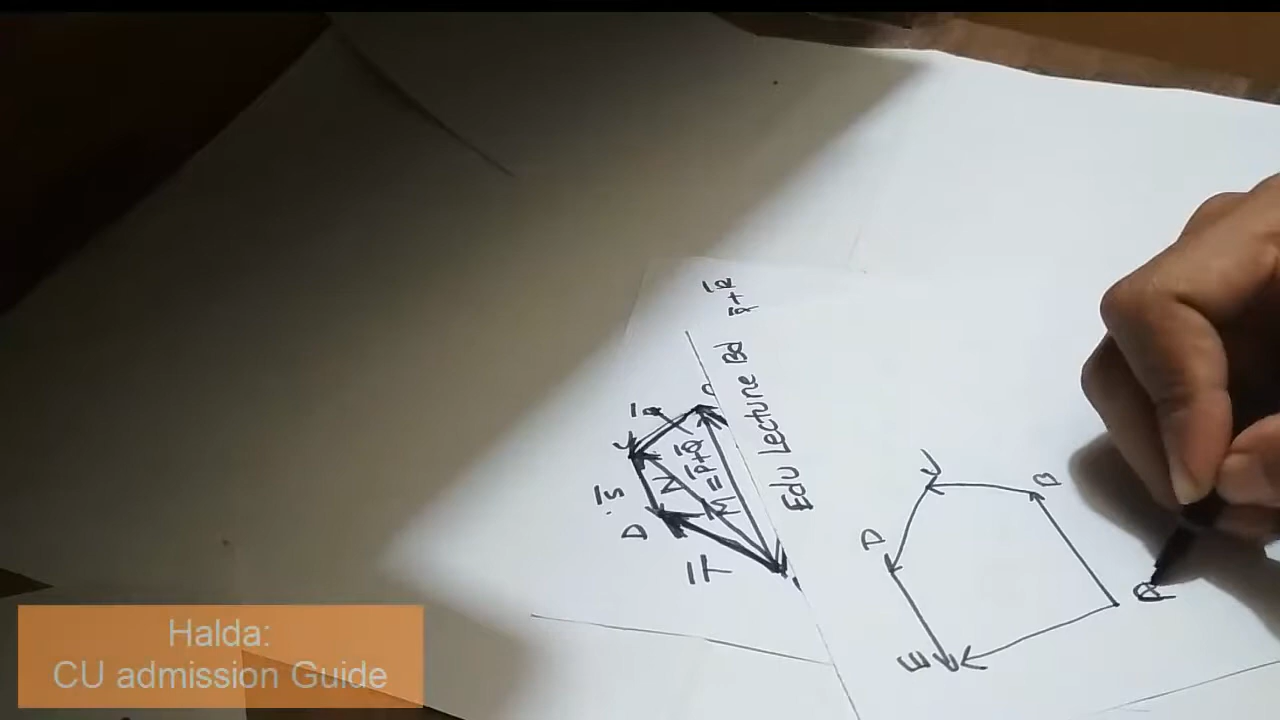 Halda:
CU admission Guide
Edu Lecture Bd
P̅+Q̅
M = P̅+Q̅
N
S̅
T̅
D
C
A
B
D
E